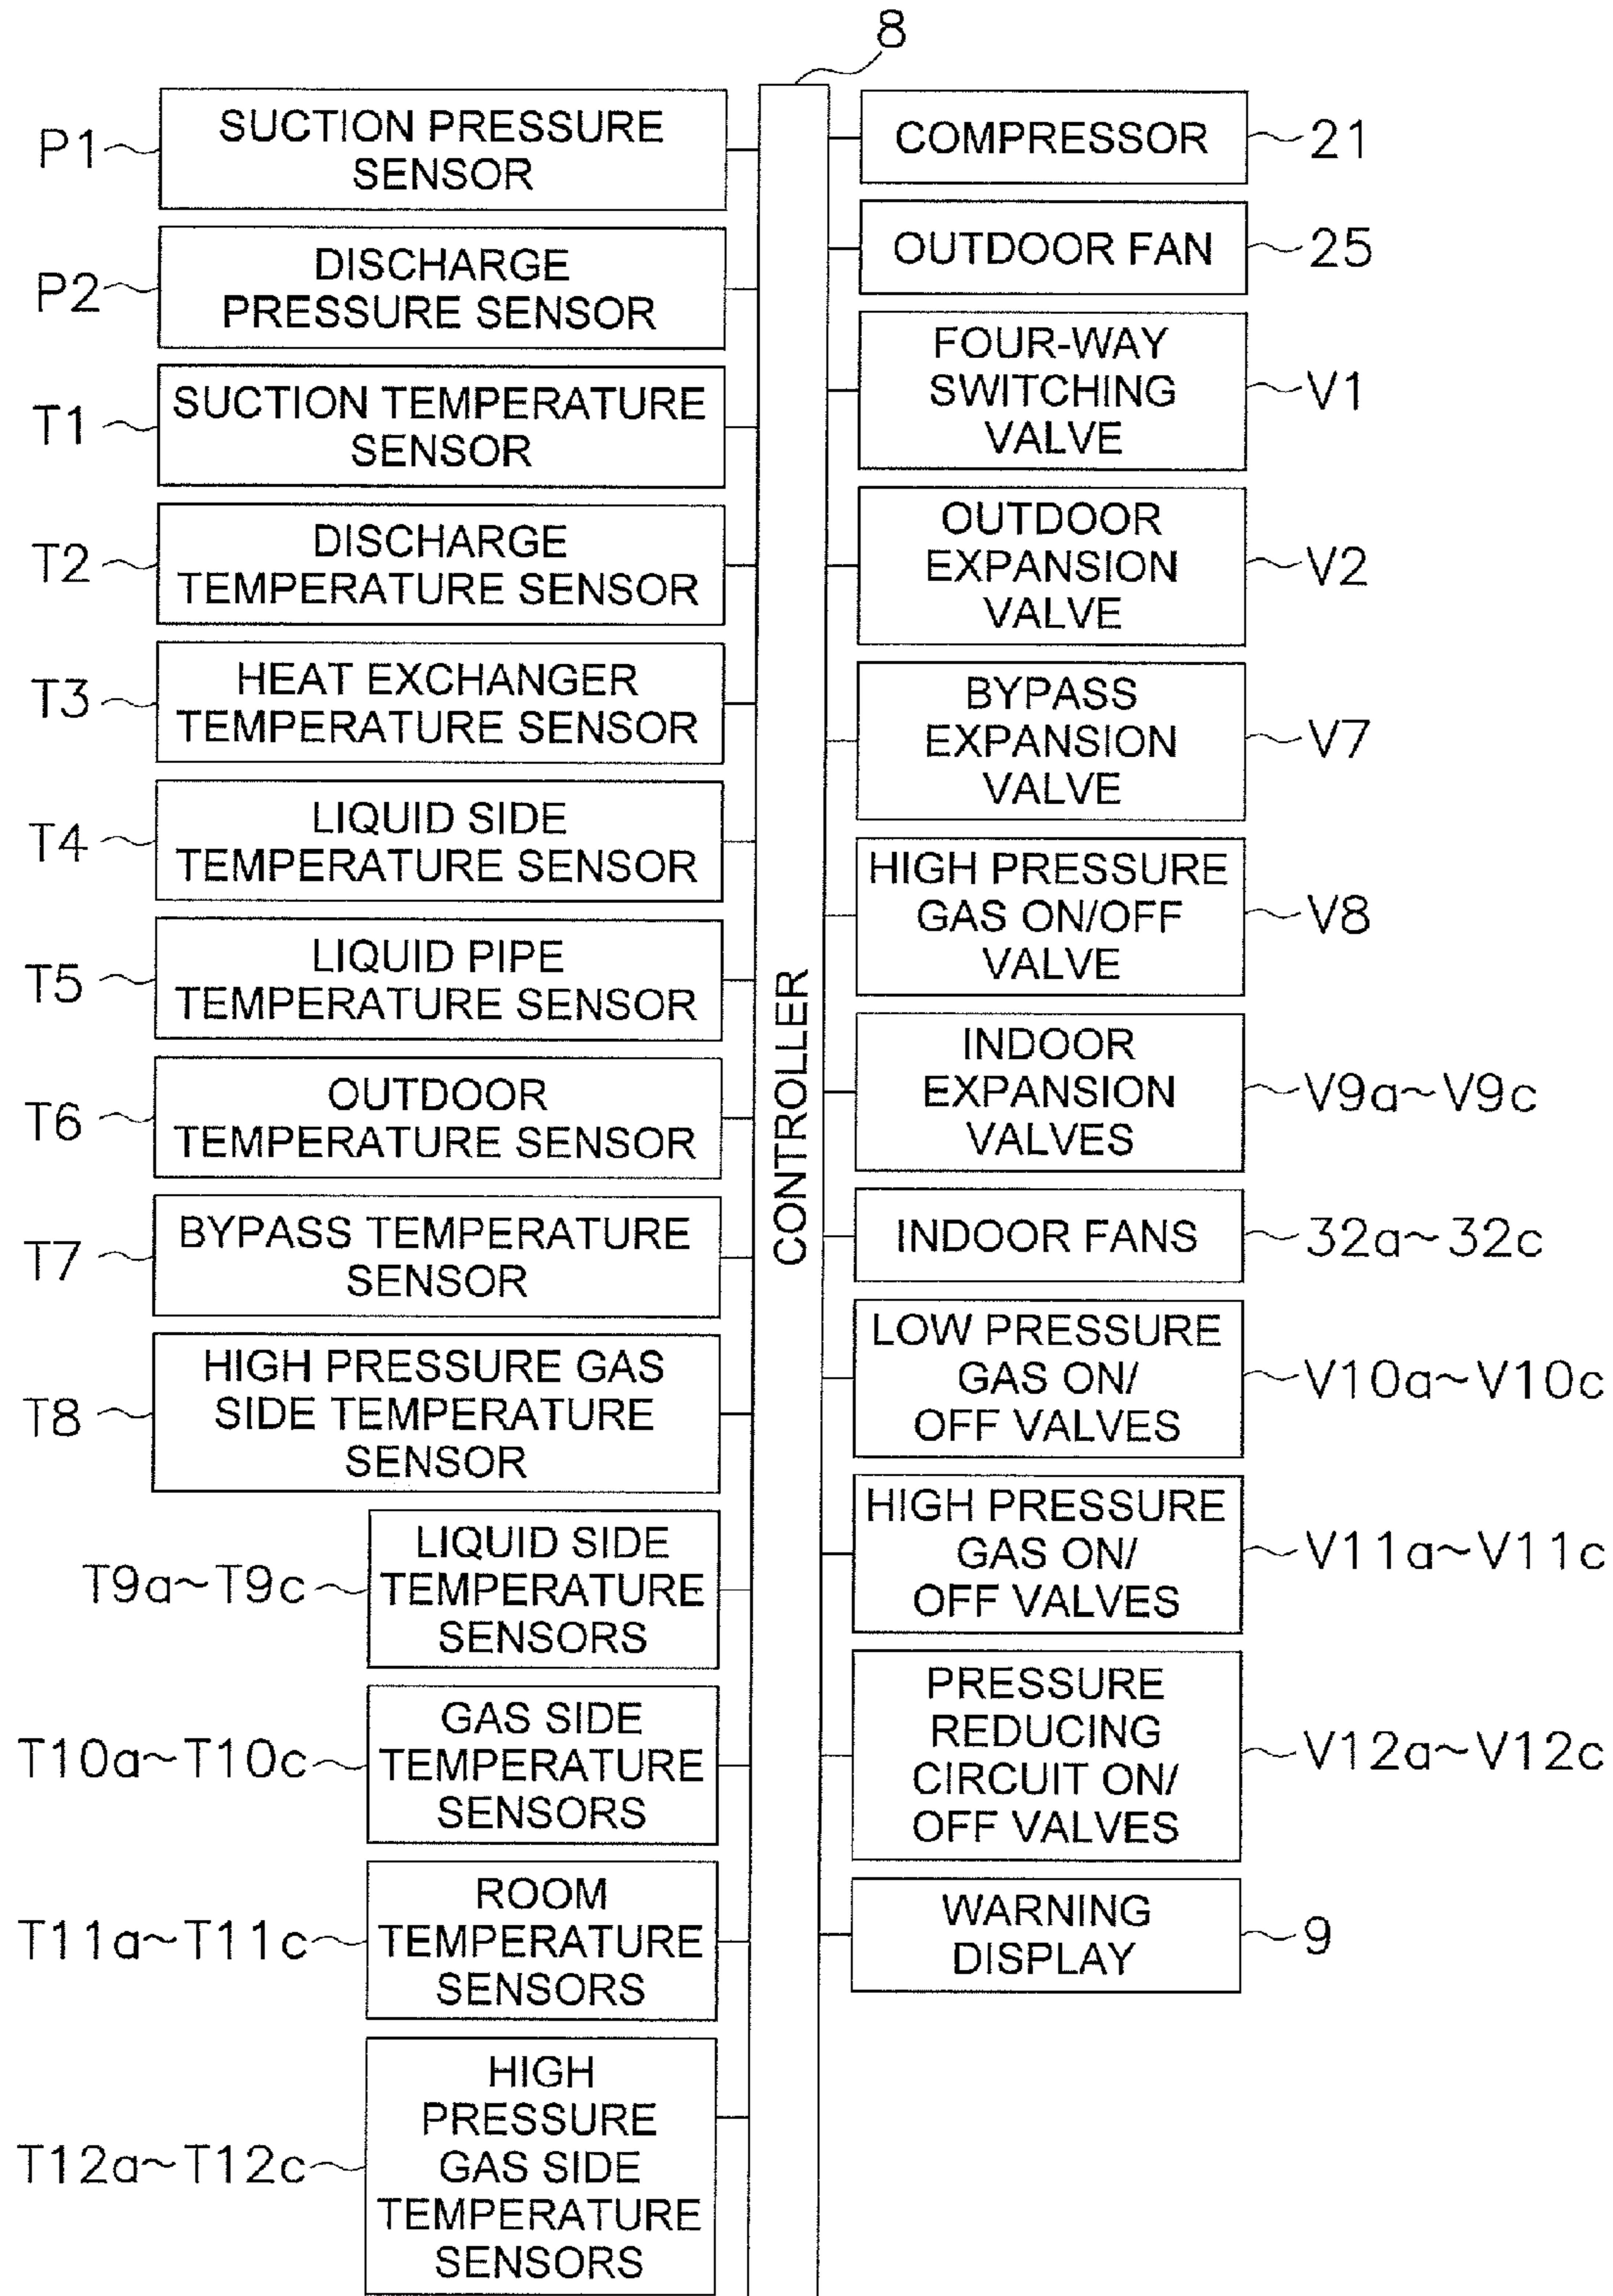 8
P1
SUCTION PRESSURE
SENSOR
P2
DISCHARGE
PRESSURE SENSOR
T1
SUCTION TEMPERATURE
SENSOR
T2
DISCHARGE
TEMPERATURE SENSOR
T3
HEAT EXCHANGER
TEMPERATURE SENSOR
T4
LIQUID SIDE
TEMPERATURE SENSOR
T5
LIQUID PIPE
TEMPERATURE SENSOR
T6
OUTDOOR
TEMPERATURE SENSOR
T7
BYPASS TEMPERATURE
SENSOR
T8
HIGH PRESSURE GAS
SIDE TEMPERATURE
SENSOR
T9a~T9c
LIQUID SIDE
TEMPERATURE
SENSORS
T10a~T10c
GAS SIDE
TEMPERATURE
SENSORS
T11a~T11c
ROOM
TEMPERATURE
SENSORS
T12a~T12c
HIGH
PRESSURE
GAS SIDE
TEMPERATURE
SENSORS
CONTROLLER
COMPRESSOR
21
OUTDOOR FAN
25
FOUR-WAY
SWITCHING
VALVE
V1
OUTDOOR
EXPANSION
VALVE
V2
BYPASS
EXPANSION
VALVE
V7
HIGH PRESSURE
GAS ON/OFF
VALVE
V8
INDOOR
EXPANSION
VALVES
V9a~V9c
INDOOR FANS
32a~32c
LOW PRESSURE
GAS ON/
OFF VALVES
V10a~V10c
HIGH PRESSURE
GAS ON/
OFF VALVES
V11a~V11c
PRESSURE
REDUCING
CIRCUIT ON/
OFF VALVES
V12a~V12c
WARNING
DISPLAY
9